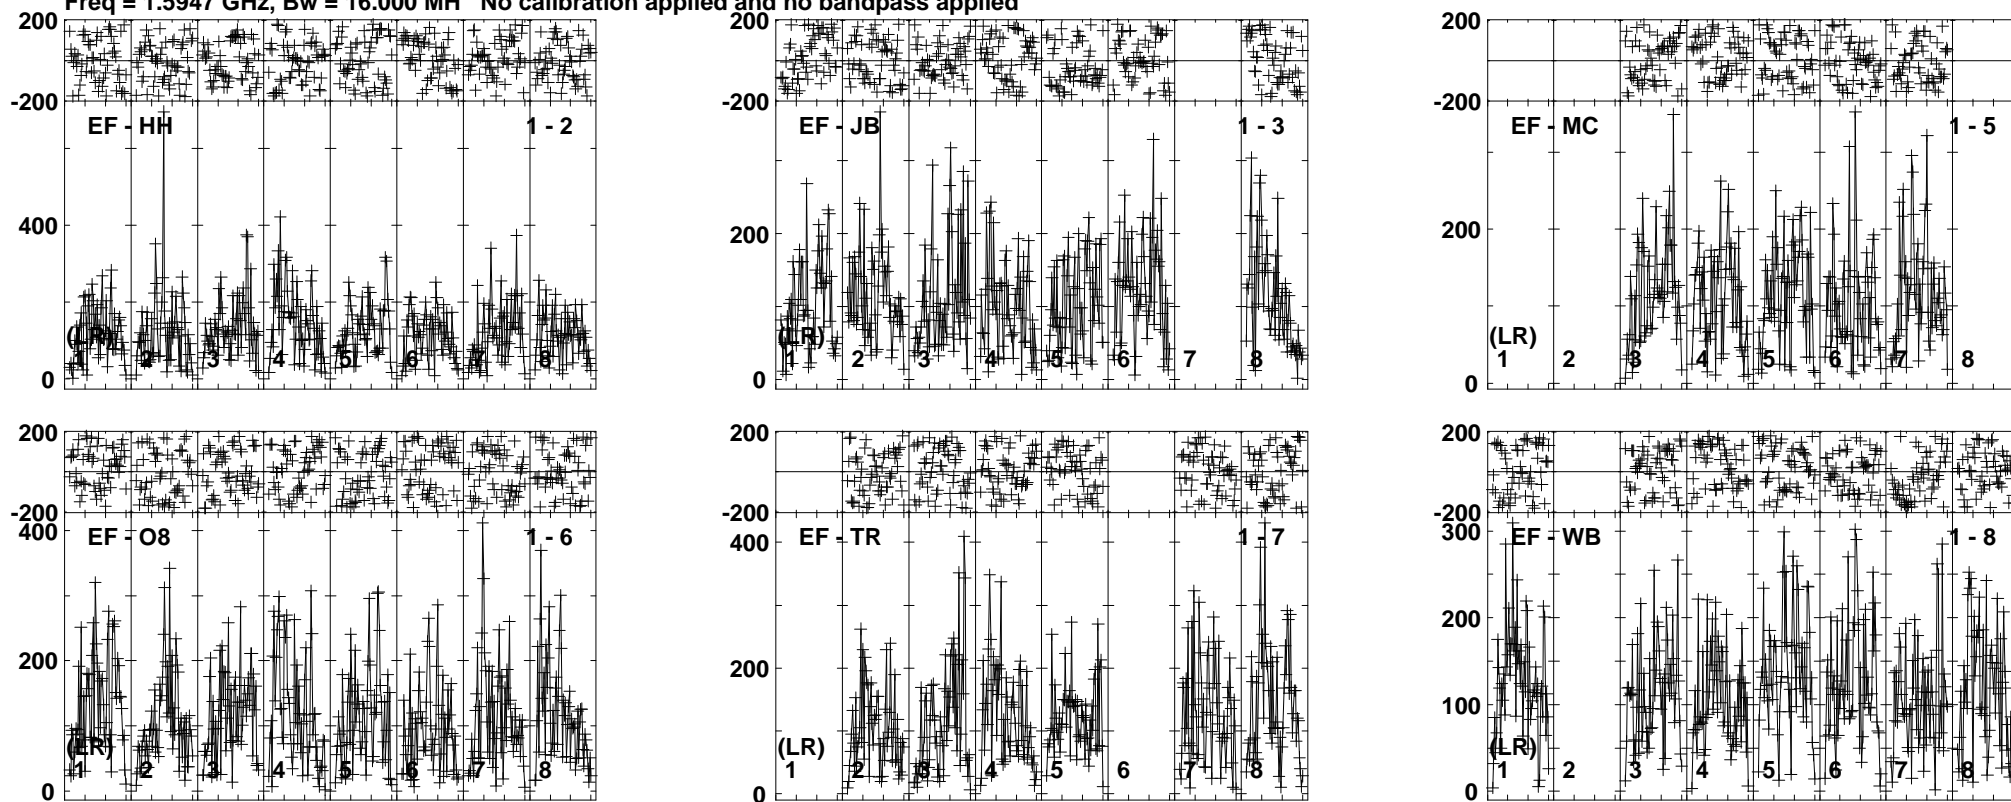 Freq = 1.5947 GHz, Bw = 16.000 MH No calibration applied and no bandpass applied
200
-200
EF - HH 1 - 2
400
(LR)
1 2 3 4 5 6 7 8
0
200
-200
EF - JB 1 - 3
200
(LR)
1 2 3 4 5 6 7 8
0
200
-200
EF - MC 1 - 5
200
(LR)
1 2 3 4 5 6 7 8
0
200
-200
400
EF - O8 1 - 6
200
(LR)
1 2 3 4 5 6 7 8
0
200
-200
400
EF - TR 1 - 7
200
(LR)
1 2 3 4 5 6 7 8
0
200
-200
300
EF - WB 1 - 8
200
100
(LR)
1 2 3 4 5 6 7 8
0